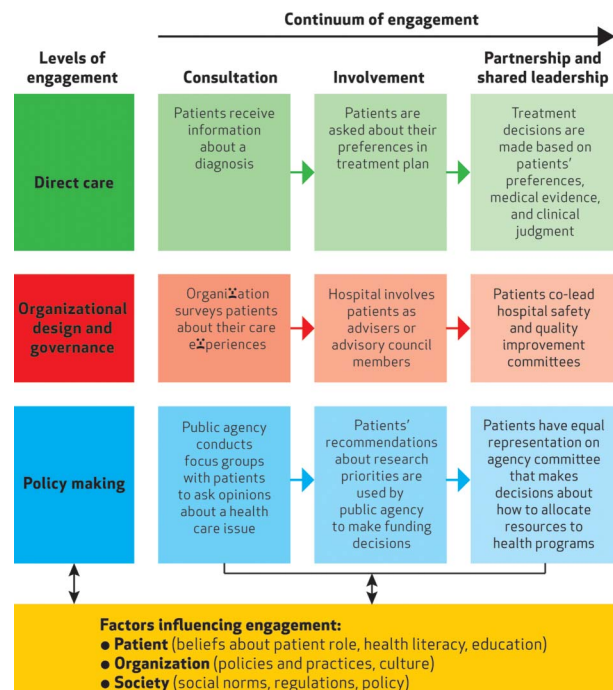 Continuum of engagement
Levels of
engagement
Consultation
Involvement
Partnership and
shared leadership
Direct care
Patients receive
information
about a
diagnosis
Patients are
asked about their
preferences in
treatment plan
Treatment
decisions are
made based on
patients’
preferences,
medical evidence,
and clinical
judgment
Organizational
design and
governance
surveys patients
about their care
Hospital involves
patients as
advisers or
advisory council
members
Patients co-lead
hospital safety
and quality
improvement
committees
Policy making
Public agency
conducts
focus groups
with patients
to ask opinions
about a health
care issue
Patients’
recommendations
about research
priorities are
used by
public agency
to make funding
decisions
Patients have equal
representation on
agency committee
that makes
decisions about
how to allocate
resources to
health programs
Factors influencing engagement:
● Patient (beliefs about patient role, health literacy, education)
● Organization (policies and practices, culture)
● Society (social norms, regulations, policy)